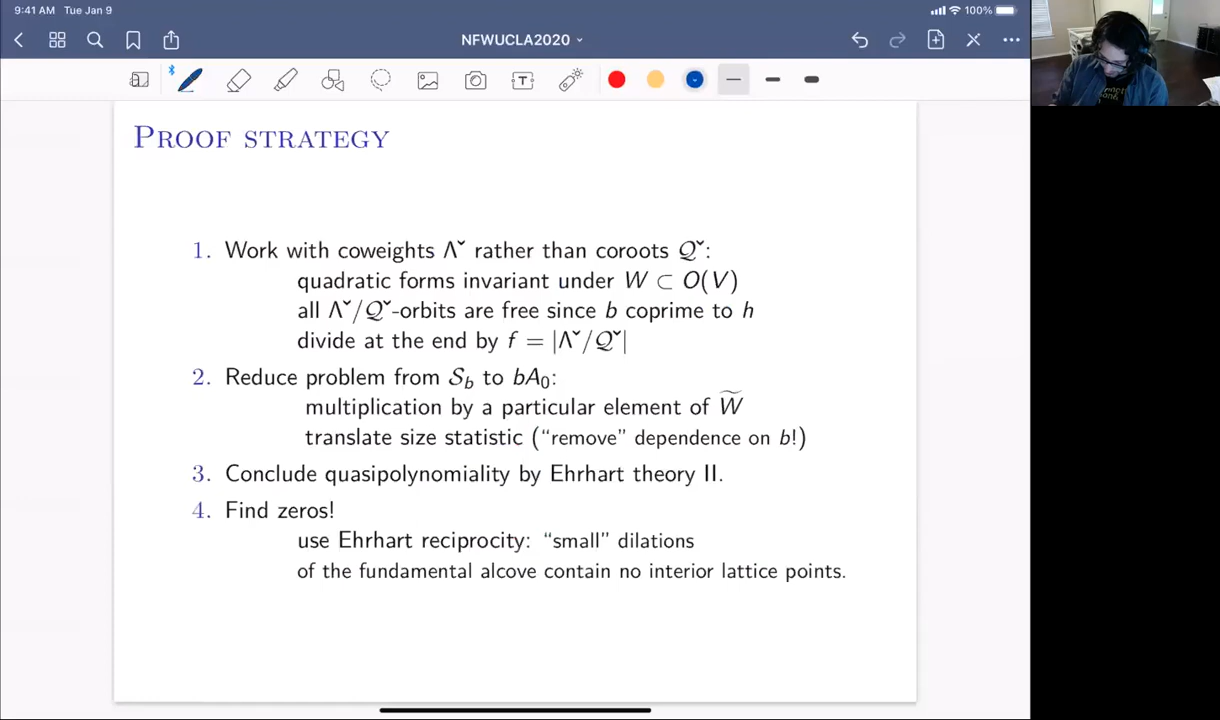 9:41 AM Tue Jan 9
100%
NFWUCLA2020
T
PROOF STRATEGY
1. Work with coweights Λˇ rather than coroots 𝒬ˇ:
quadratic forms invariant under W ⊂ O(V)
all Λˇ/𝒬ˇ-orbits are free since b coprime to h
divide at the end by f = |Λˇ/𝒬ˇ|
2. Reduce problem from 𝒮_b to bA₀:
multiplication by a particular element of W̃
translate size statistic (“remove” dependence on b!)
3. Conclude quasipolynomiality by Ehrhart theory II.
4. Find zeros!
use Ehrhart reciprocity: “small” dilations
of the fundamental alcove contain no interior lattice points.